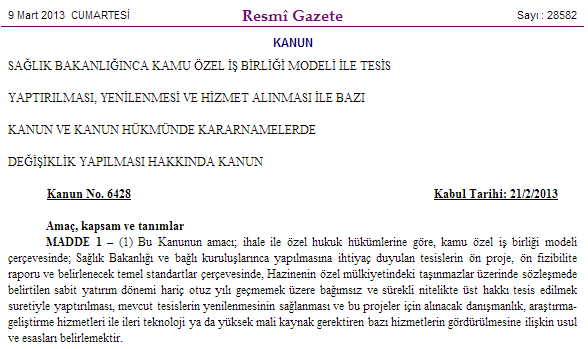 9 Mart 2013  CUMARTESİ Resmî Gazete Sayı : 28582
KANUN
SAĞLIK BAKANLIĞINCA KAMU ÖZEL İŞ BİRLİĞİ MODELİ İLE TESİS
YAPTIRILMASI, YENİLENMESİ VE HİZMET ALINMASI İLE BAZI
KANUN VE KANUN HÜKMÜNDE KARARNAMELERDE
DEĞİŞİKLİK YAPILMASI HAKKINDA KANUN
Kanun No. 6428 Kabul Tarihi: 21/2/2013
Amaç, kapsam ve tanımlar
MADDE 1 – (1) Bu Kanunun amacı; ihale ile özel hukuk hükümlerine göre, kamu özel iş birliği modeli
çerçevesinde; Sağlık Bakanlığı ve bağlı kuruluşlarınca yapılmasına ihtiyaç duyulan tesislerin ön proje, ön fizibilite
raporu ve belirlenecek temel standartlar çerçevesinde, Hazinenin özel mülkiyetindeki taşınmazlar üzerinde sözleşmede
belirtilen sabit yatırım dönemi hariç otuz yılı geçmemek üzere bağımsız ve sürekli nitelikte üst hakkı tesis edilmek
suretiyle yaptırılması, mevcut tesislerin yenilenmesinin sağlanması ve bu projeler için alınacak danışmanlık, araştırma-
geliştirme hizmetleri ile ileri teknoloji ya da yüksek mali kaynak gerektiren bazı hizmetlerin gördürülmesine ilişkin usul
ve esasları belirlemektir.